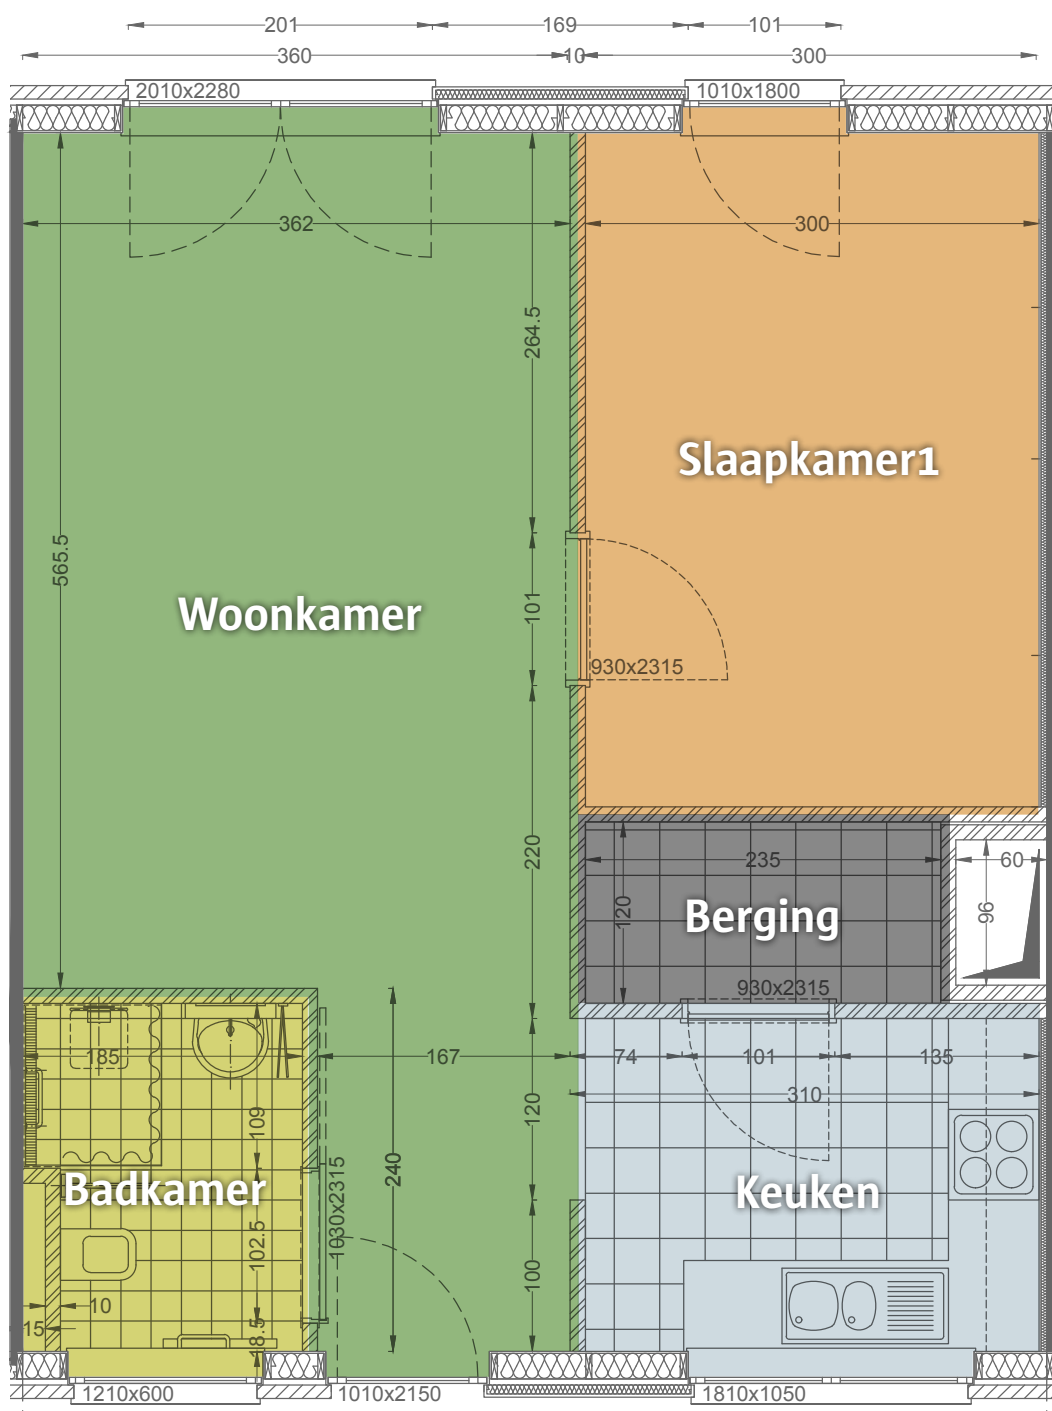 201 169 101
360 10 300
2010x2280 1010x1800
362 300
264.5
Slaapkamer1
565.5
101
Woonkamer
930x2315
220
235 60
120 96
Berging
930x2315
185 167 74 101 135
310
109 120
240
Badkamer Keuken
1030x2315
102.5
100
10
15
18.5
1210x600 1010x2150 1810x1050